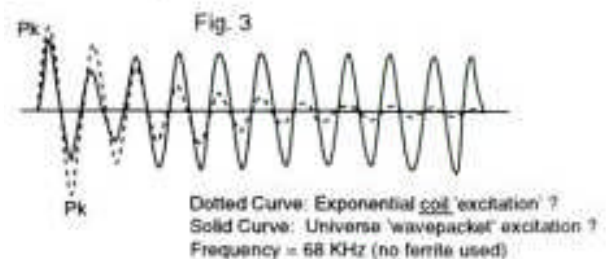 Fig. 3
Pk
Pk
Dotted Curve: Exponential coil 'excitation' ?
Solid Curve: Universe 'wavepacket' excitation ?
Frequency = 68 KHz (no ferrite used)